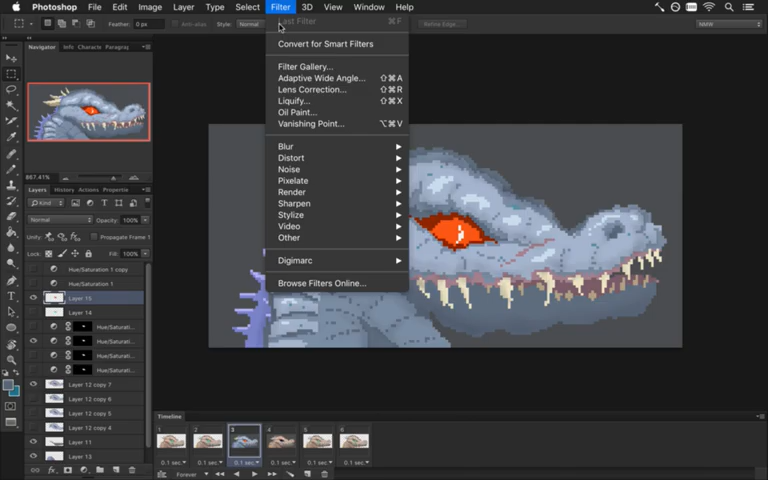 Photoshop File Edit Image Layer Type Select Filter 3D View Window Help
Feather: 0 px Anti-alias Style: Normal Refine Edge... NMW
Last Filter ⌘F
Convert for Smart Filters
Filter Gallery...
Adaptive Wide Angle... ⇧⌘A
Lens Correction... ⇧⌘R
Liquify... ⇧⌘X
Oil Paint...
Vanishing Point... ⌥⌘V
Blur
Distort
Noise
Pixelate
Render
Sharpen
Stylize
Video
Other
Digimarc
Browse Filters Online...
Navigator Info Characte Paragraj
867.41%
Layers History Actions Properties
Kind
Normal Opacity: 100%
Unify: Propagate Frame 1
Lock: Fill: 100%
Hue/Saturation 1 copy
Hue/Saturation 1
Layer 15
Layer 14
Hue/Saturati...
Hue/Saturati...
Hue/Saturati...
Hue/Saturati...
Layer 12 copy 7
Layer 12 copy 6
Layer 12 copy 5
Layer 12 copy 4
Layer 11
Layer 13
Timeline
1 2 3 4 5 6
0.1 sec. 0.1 sec. 0.1 sec. 0.1 sec. 0.1 sec. 0.1 sec.
Forever